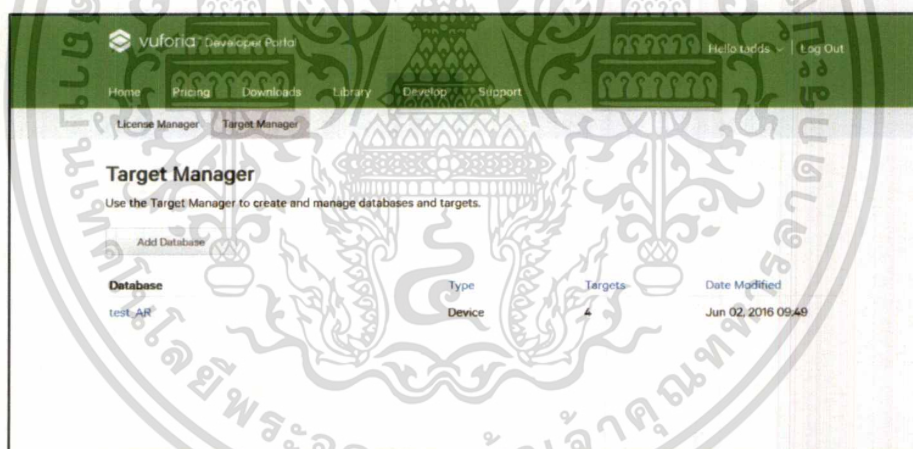 vuforia Developer Portal
Hello tadds | Log Out
Home Pricing Downloads Library Develop Support
License Manager Target Manager
Target Manager
Use the Target Manager to create and manage databases and targets.
Add Database
Database Type Targets Date Modified
test_AR Device 4 Jun 02, 2016 09:49